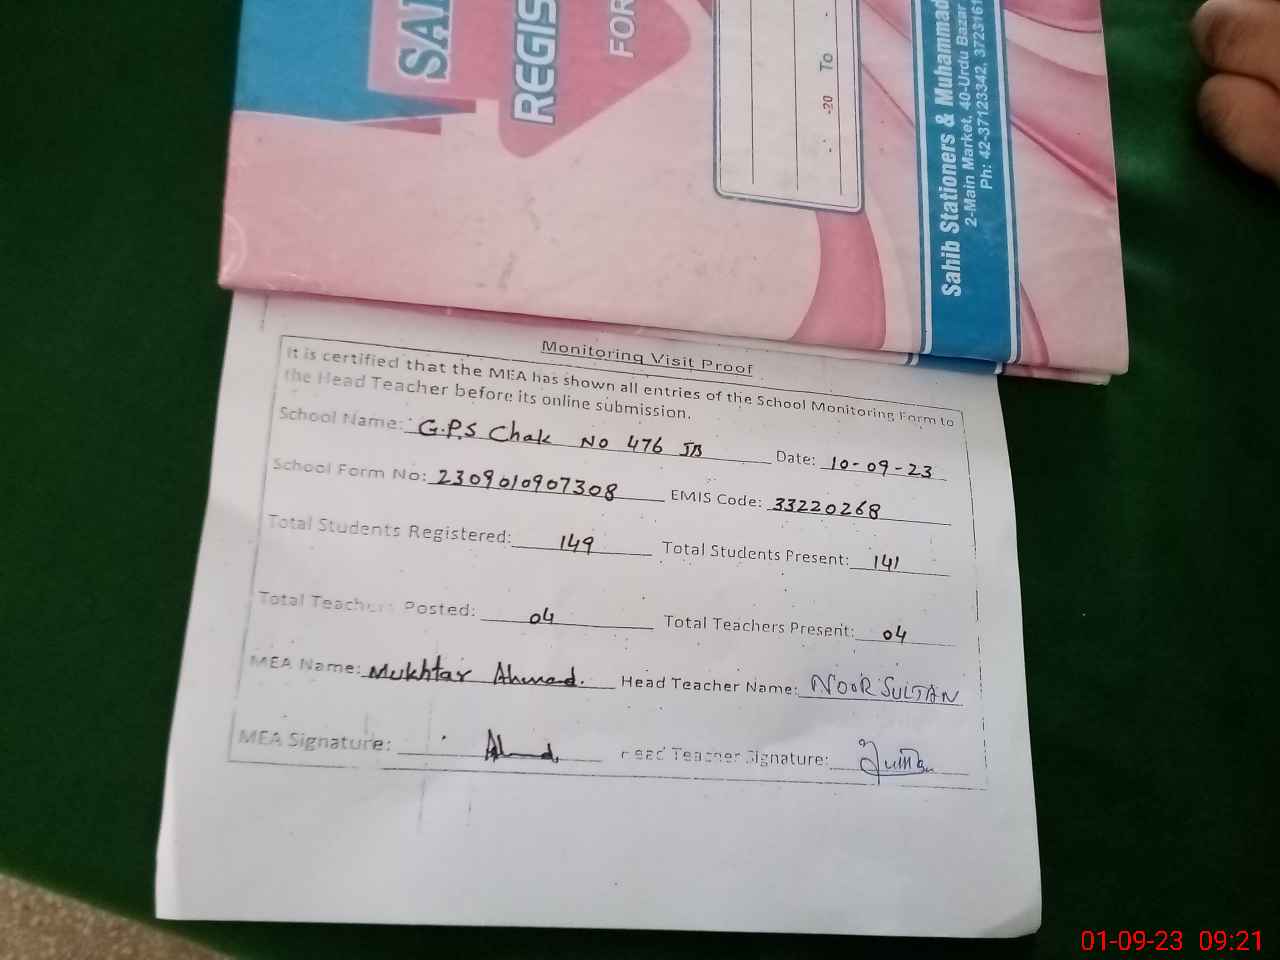 SAH
REGIS
FOR
-20 To -
Sahib Stationers & Muhammad
2-Main Market, 40-Urdu Bazar
Ph: 42-37123342, 3723161
Monitoring Visit Proof
It is certified that the MEA has shown all entries of the School Monitoring Form to
the Head Teacher before its online submission.
School Name: G.P.S Chak No 476 JB Date: 10-09-23
School Form No: 2309010907308 EMIS Code: 33220268
Total Students Registered: 149 Total Students Present: 141
Total Teachers Posted: 04 Total Teachers Present: 04
MEA Name: Mukhtar Ahmad. Head Teacher Name: NOOR SULTAN
MEA Signature: Ahmad Head Teacher Signature:
01-09-23 09:21